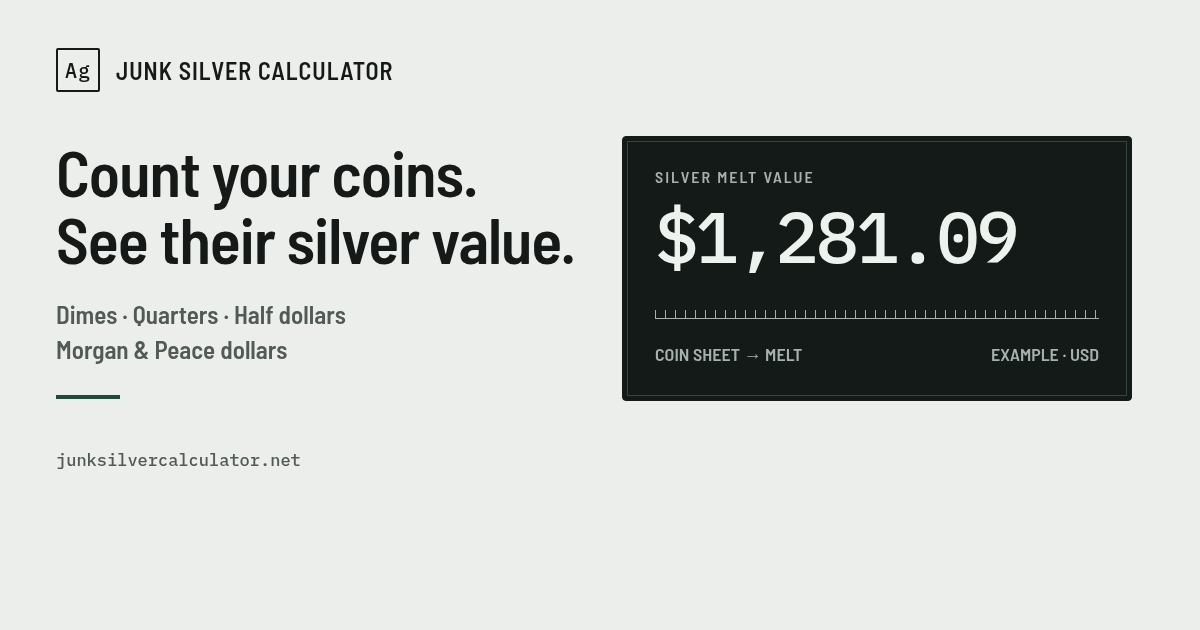 Ag
JUNK SILVER CALCULATOR
Count your coins.
See their silver value.
Dimes · Quarters · Half dollars
Morgan & Peace dollars
junksilvercalculator.net
SILVER MELT VALUE
$1,281.09
COIN SHEET → MELT
EXAMPLE · USD